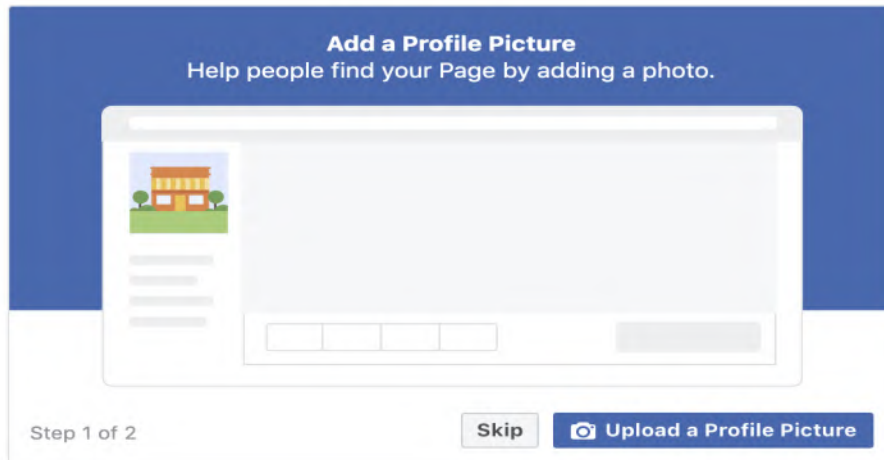 Add a Profile Picture
Help people find your Page by adding a photo.
Step 1 of 2
Skip
Upload a Profile Picture